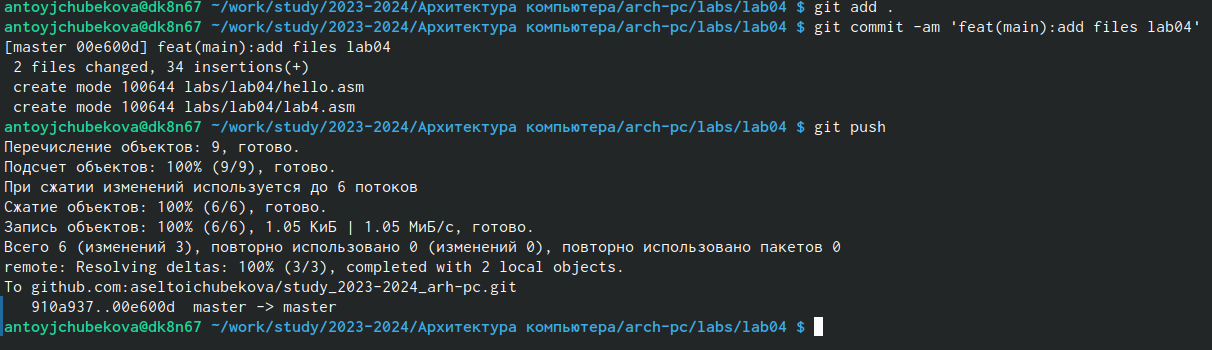 antoyjchubekova@dk8n67 ~/work/study/2023-2024/Архитектура компьютера/arch-pc/labs/lab04 $ git add .
antoyjchubekova@dk8n67 ~/work/study/2023-2024/Архитектура компьютера/arch-pc/labs/lab04 $ git commit -am 'feat(main):add files lab04'
[master 00e600d] feat(main):add files lab04
 2 files changed, 34 insertions(+)
 create mode 100644 labs/lab04/hello.asm
 create mode 100644 labs/lab04/lab4.asm
antoyjchubekova@dk8n67 ~/work/study/2023-2024/Архитектура компьютера/arch-pc/labs/lab04 $ git push
Перечисление объектов: 9, готово.
Подсчет объектов: 100% (9/9), готово.
При сжатии изменений используется до 6 потоков
Сжатие объектов: 100% (6/6), готово.
Запись объектов: 100% (6/6), 1.05 КиБ | 1.05 МиБ/с, готово.
Всего 6 (изменений 3), повторно использовано 0 (изменений 0), повторно использовано пакетов 0
remote: Resolving deltas: 100% (3/3), completed with 2 local objects.
To github.com:aseltoichubekova/study_2023-2024_arh-pc.git
   910a937..00e600d  master -> master
antoyjchubekova@dk8n67 ~/work/study/2023-2024/Архитектура компьютера/arch-pc/labs/lab04 $